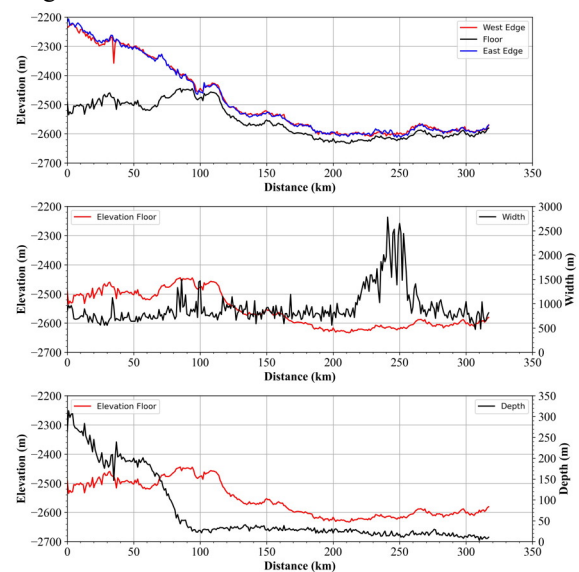 −2200
−2300
−2400
−2500
−2600
−2700
Elevation (m)
West Edge
Floor
East Edge
0 50 100 150 200 250 300 350
Distance (km)
−2200
−2300
−2400
−2500
−2600
−2700
Elevation (m)
Elevation Floor
Width
3000
2500
2000
1500
1000
500
0
Width (m)
0 50 100 150 200 250 300 350
Distance (km)
−2200
−2300
−2400
−2500
−2600
−2700
Elevation (m)
Elevation Floor
Depth
350
300
250
200
150
100
50
0
Depth (m)
0 50 100 150 200 250 300 350
Distance (km)